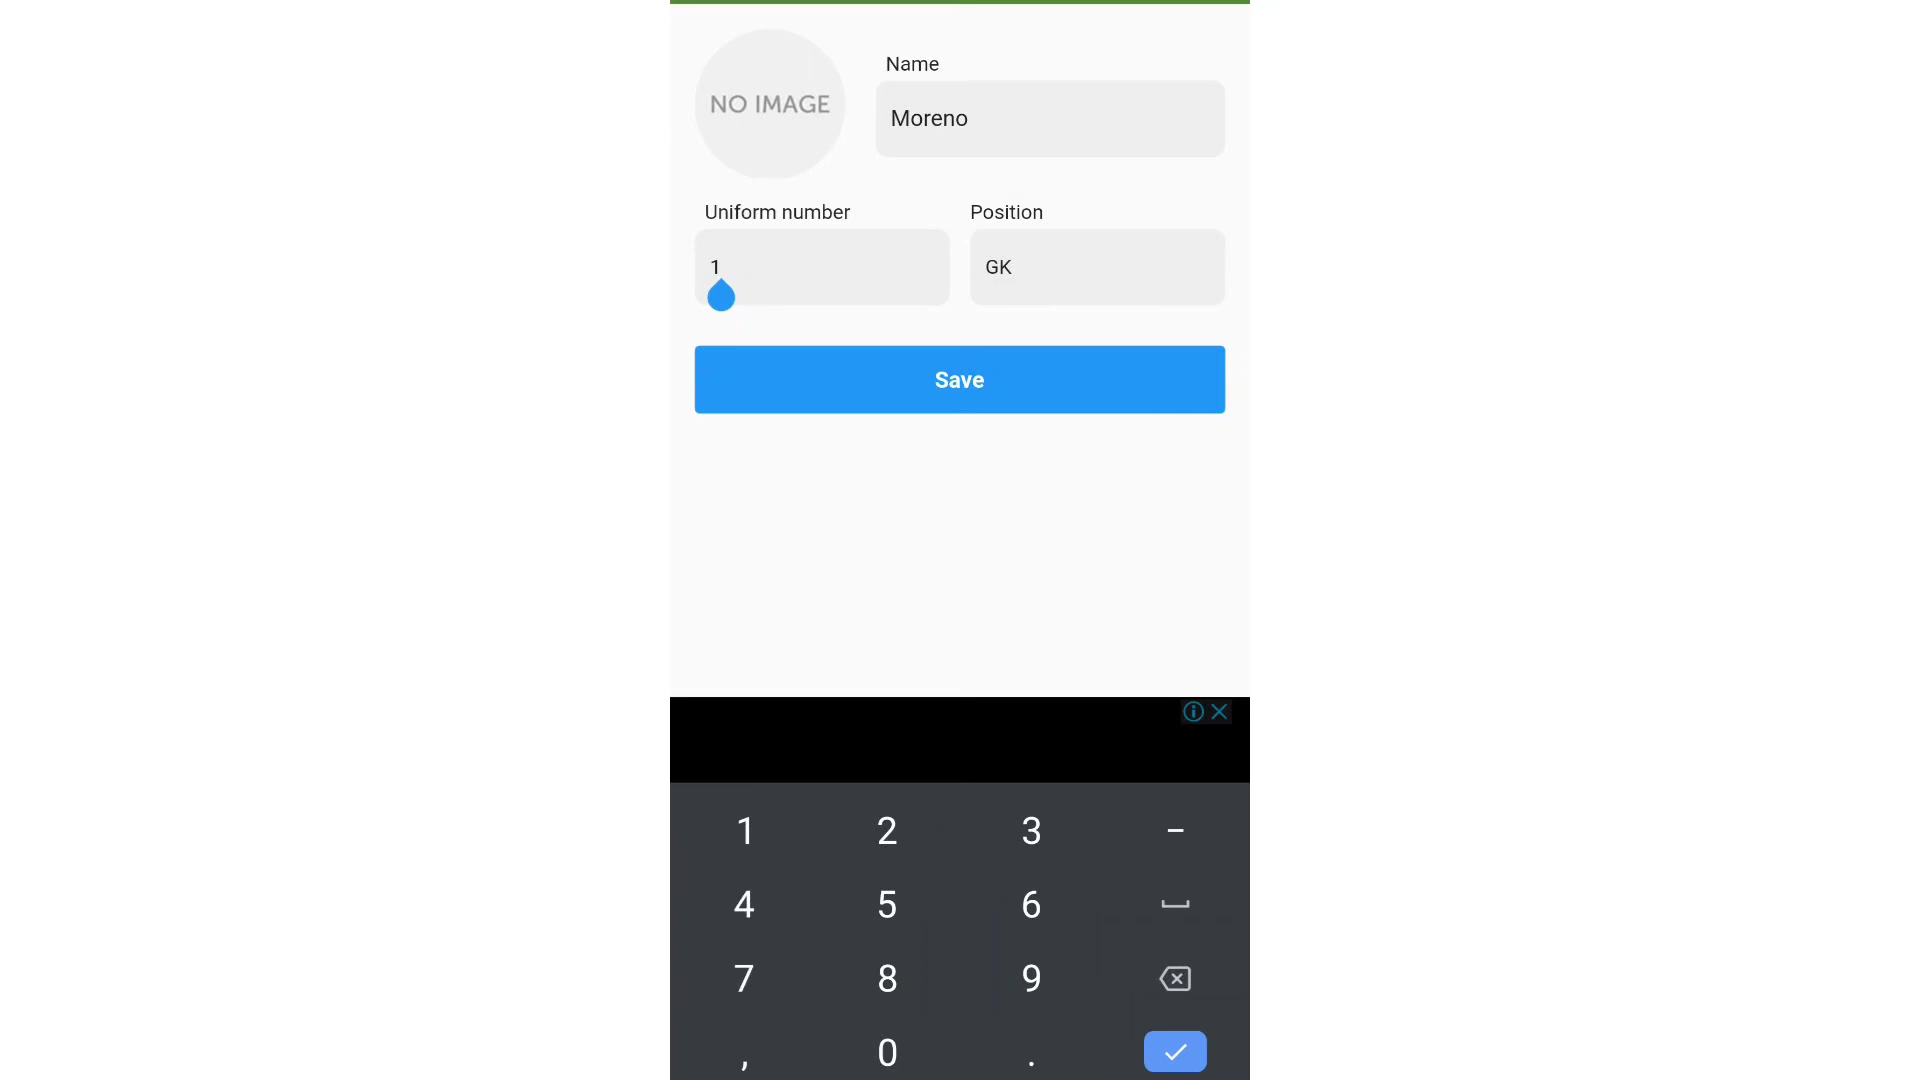 NO IMAGE
Name
Moreno
Uniform number
Position
1
GK
Save
1 2 3 -
4 5 6
7 8 9
, 0 .